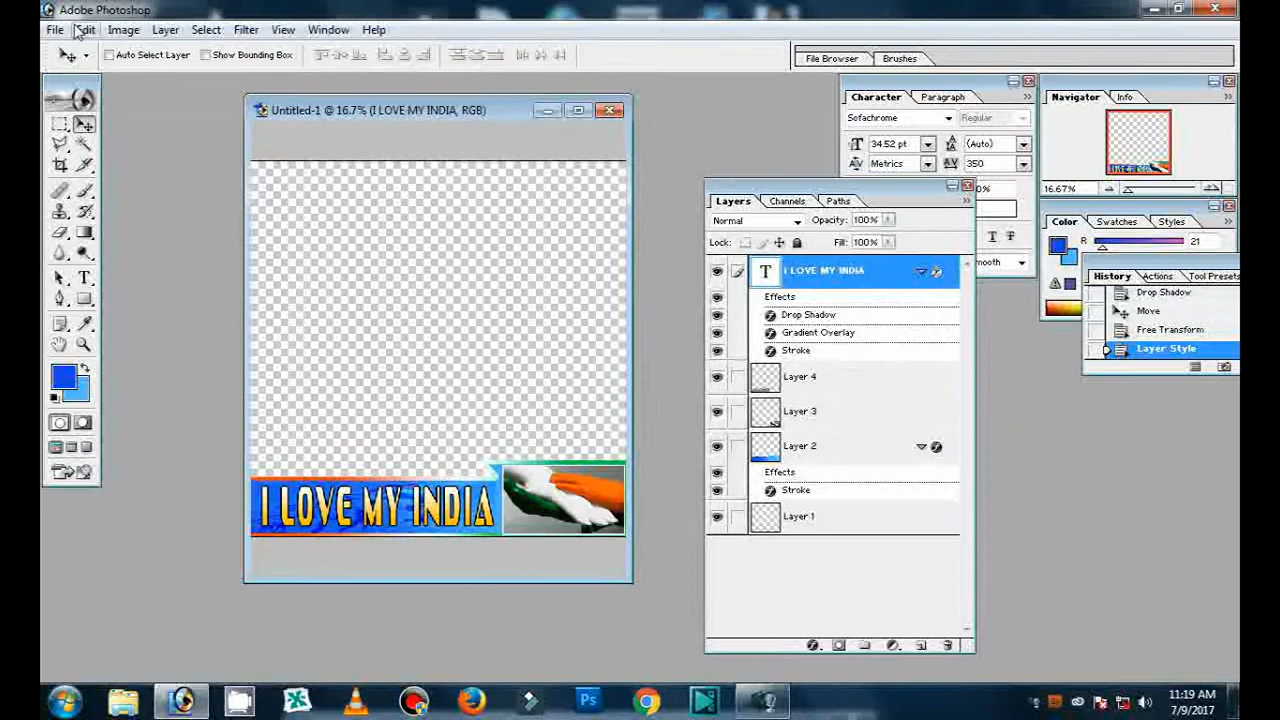 Adobe Photoshop
File Edit Image Layer Select Filter View Window Help
Auto Select Layer Show Bounding Box
File Browser Brushes
Untitled-1 @ 16.7% (I LOVE MY INDIA, RGB)
Character Paragraph
Sofachrome Regular
34.52 pt (Auto)
Metrics 350
Navigator Info
16.67%
Color Swatches Styles
R 21
Layers Channels Paths
Normal Opacity: 100%
Lock: Fill: 100%
T I LOVE MY INDIA
Effects
Drop Shadow
Gradient Overlay
Stroke
Layer 4
Layer 3
Layer 2
Effects
Stroke
Layer 1
History Actions Tool Presets
Drop Shadow
Move
Free Transform
Layer Style
I LOVE MY INDIA
Ps
11:19 AM
7/9/2017